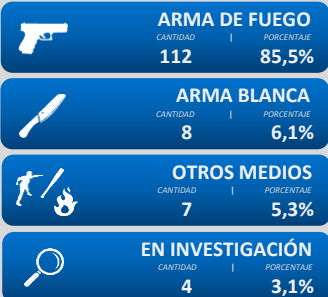 ARMA DE FUEGO
CANTIDAD | PORCENTAJE
112 85,5%
ARMA BLANCA
CANTIDAD | PORCENTAJE
8 6,1%
OTROS MEDIOS
CANTIDAD | PORCENTAJE
7 5,3%
EN INVESTIGACIÓN
CANTIDAD | PORCENTAJE
4 3,1%